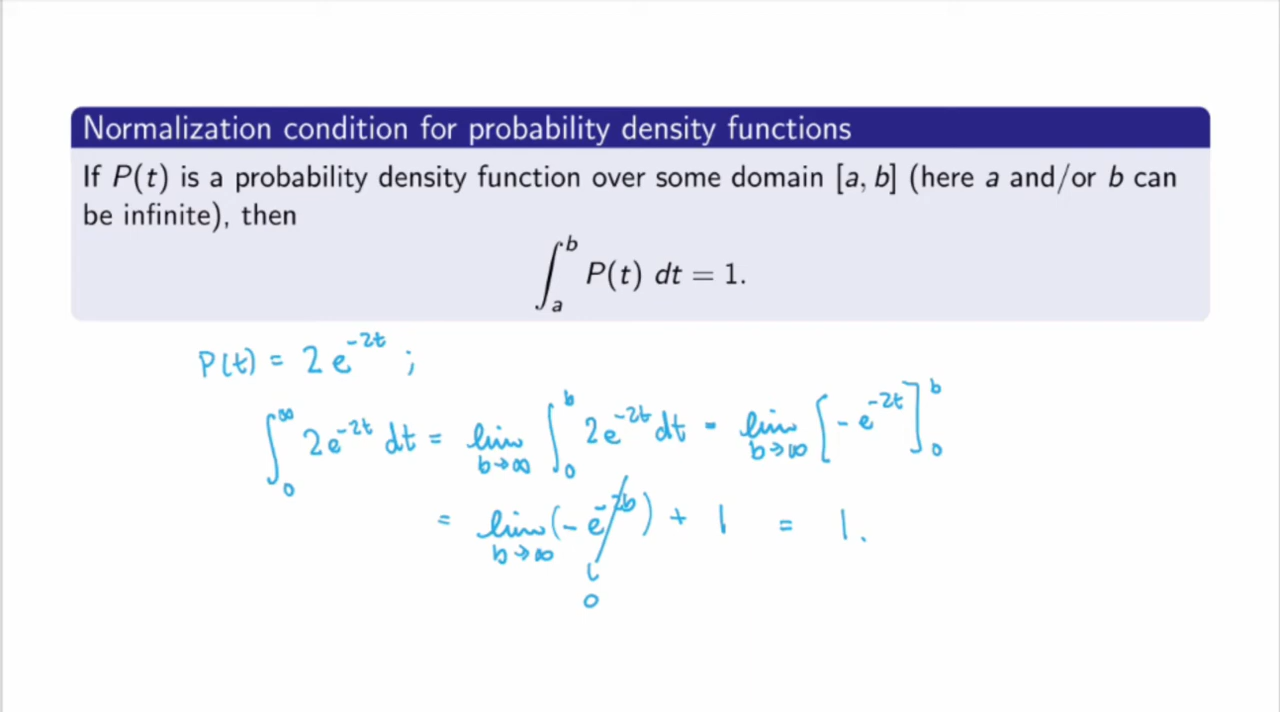 Normalization condition for probability density functions
If P(t) is a probability density function over some domain [a, b] (here a and/or b can
be infinite), then
∫_a^b P(t) dt = 1.
P(t) = 2e^{-2t} ;
∫_0^∞ 2e^{-2t} dt = lim_{b→∞} ∫_0^b 2e^{-2t} dt = lim_{b→∞} [-e^{-2t}]_0^b
= lim_{b→∞} (-e^{-2b}) + 1 = 1.
0